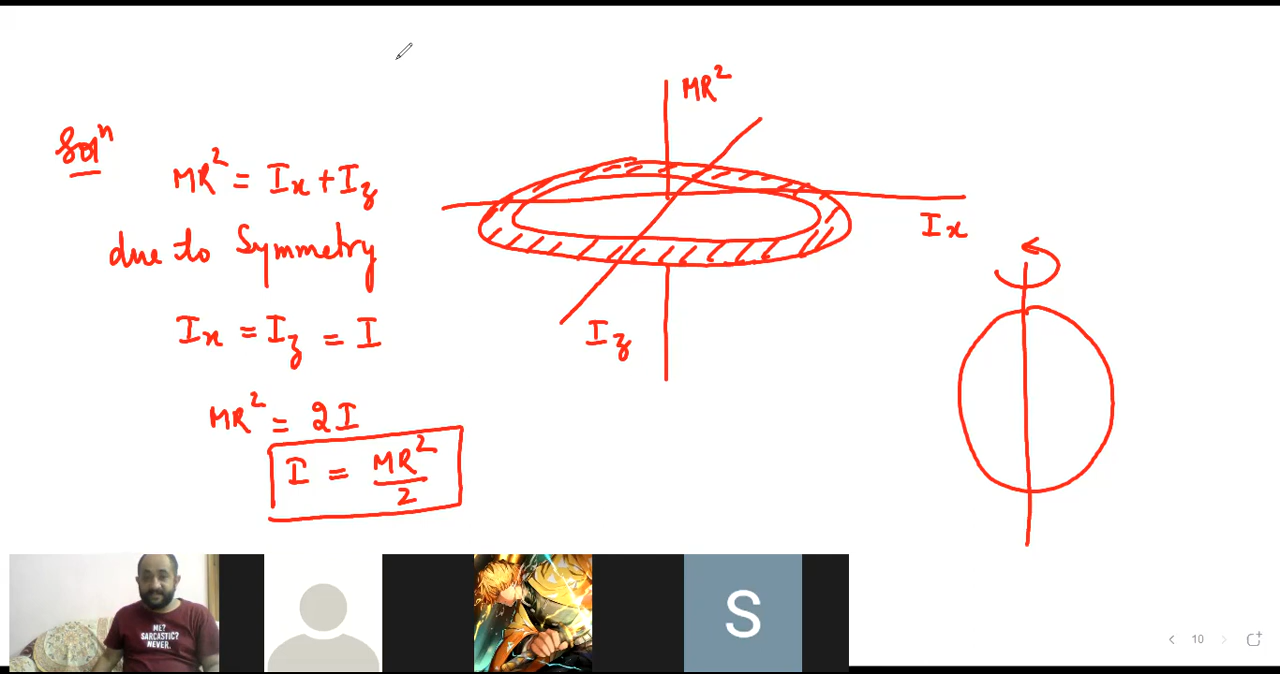 Solⁿ
MR² = Ix + Iz
due to Symmetry
Ix = Iz = I
MR² = 2I
I = MR²/2
MR²
Ix
Iz
ME?
SARCASTIC?
NEVER.
S
10